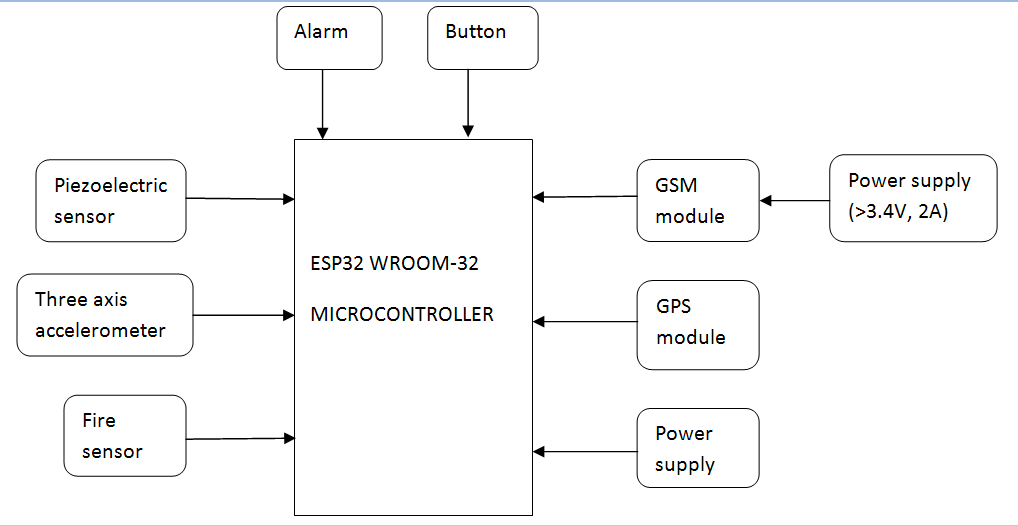 Alarm
Button
Piezoelectric
sensor
GSM
module
Power supply
(>3.4V, 2A)
ESP32 WROOM-32
MICROCONTROLLER
Three axis
accelerometer
GPS
module
Fire
sensor
Power
supply